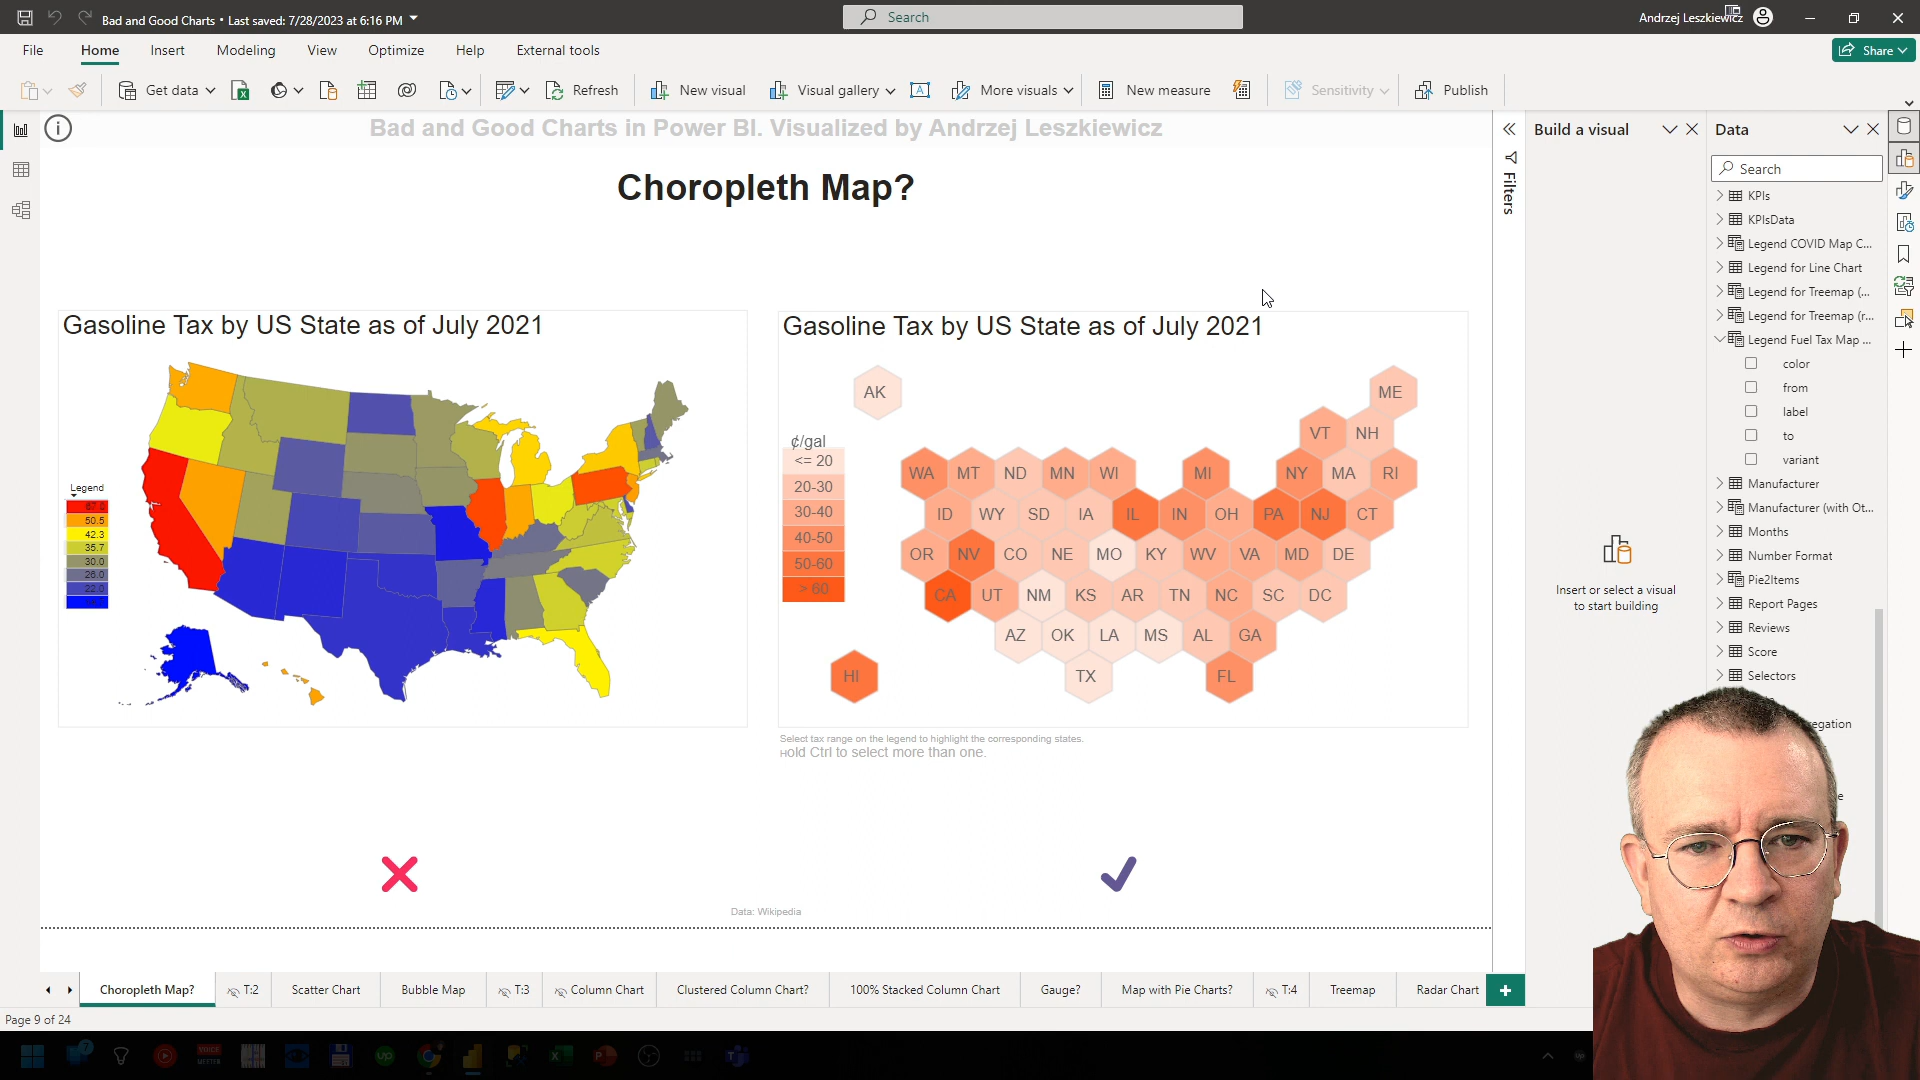 Bad and Good Charts • Last saved: 7/28/2023 at 6:16 PM
Search
Andrzej Leszkiewicz
File
Home
Insert
Modeling
View
Optimize
Help
External tools
Share
Get data
Refresh
New visual
Visual gallery
More visuals
New measure
Sensitivity
Publish
Bad and Good Charts in Power BI. Visualized by Andrzej Leszkiewicz
Choropleth Map?
Gasoline Tax by US State as of July 2021
Legend
50.5
42.3
35.7
30.0
26.0
22.0
Gasoline Tax by US State as of July 2021
¢/gal
<= 20
20-30
30-40
40-50
50-60
> 60
AK ME
VT NH
WA MT ND MN WI MI NY MA RI
ID WY SD IA IL IN OH PA NJ CT
OR NV CO NE MO KY WV VA MD DE
CA UT NM KS AR TN NC SC DC
AZ OK LA MS AL GA
HI TX FL
Select tax range on the legend to highlight the corresponding states.
Hold Ctrl to select more than one.
Data: Wikipedia
Filters
Build a visual
Insert or select a visual
to start building
Data
Search
KPIs
KPIsData
Legend COVID Map C...
Legend for Line Chart
Legend for Treemap (...
Legend for Treemap (r...
Legend Fuel Tax Map ...
color
from
label
to
variant
Manufacturer
Manufacturer (with Ot...
Months
Number Format
Pie2Items
Report Pages
Reviews
Score
Selectors
egation
e
Choropleth Map?
T:2
Scatter Chart
Bubble Map
T:3
Column Chart
Clustered Column Chart?
100% Stacked Column Chart
Gauge?
Map with Pie Charts?
T:4
Treemap
Radar Chart
Page 9 of 24